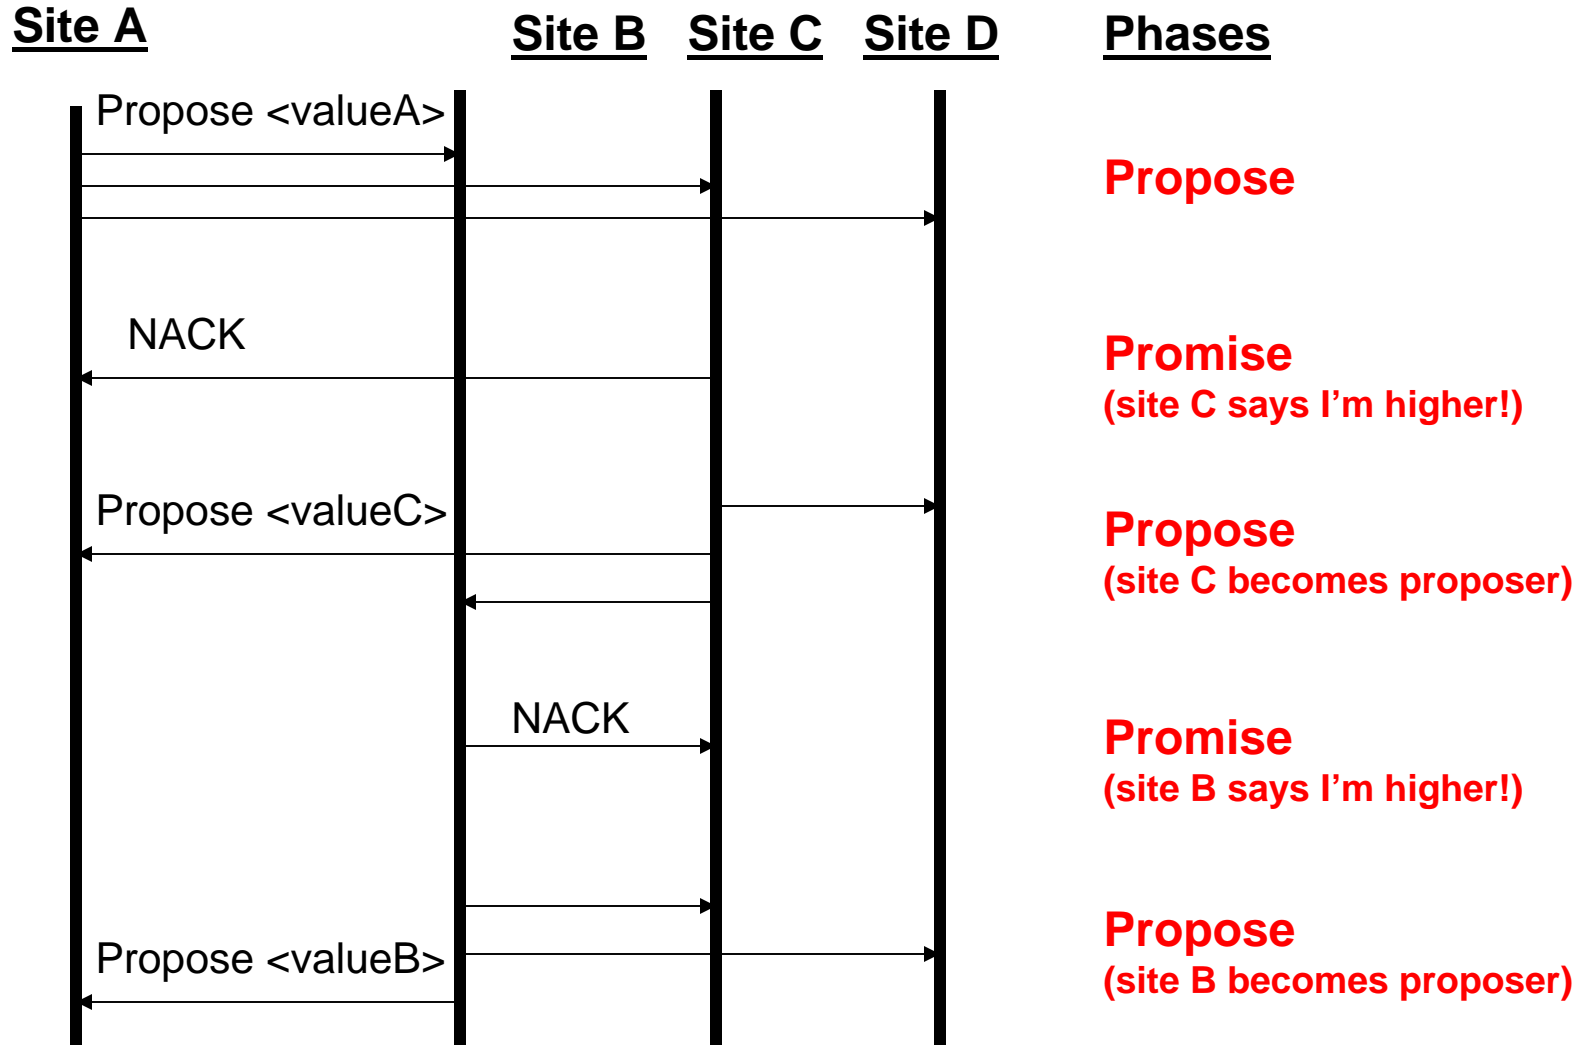 Site A
Site B
Site C
Site D
Phases
Propose <valueA>
Propose
NACK
Promise
(site C says I’m higher!)
Propose <valueC>
Propose
(site C becomes proposer)
NACK
Promise
(site B says I’m higher!)
Propose <valueB>
Propose
(site B becomes proposer)